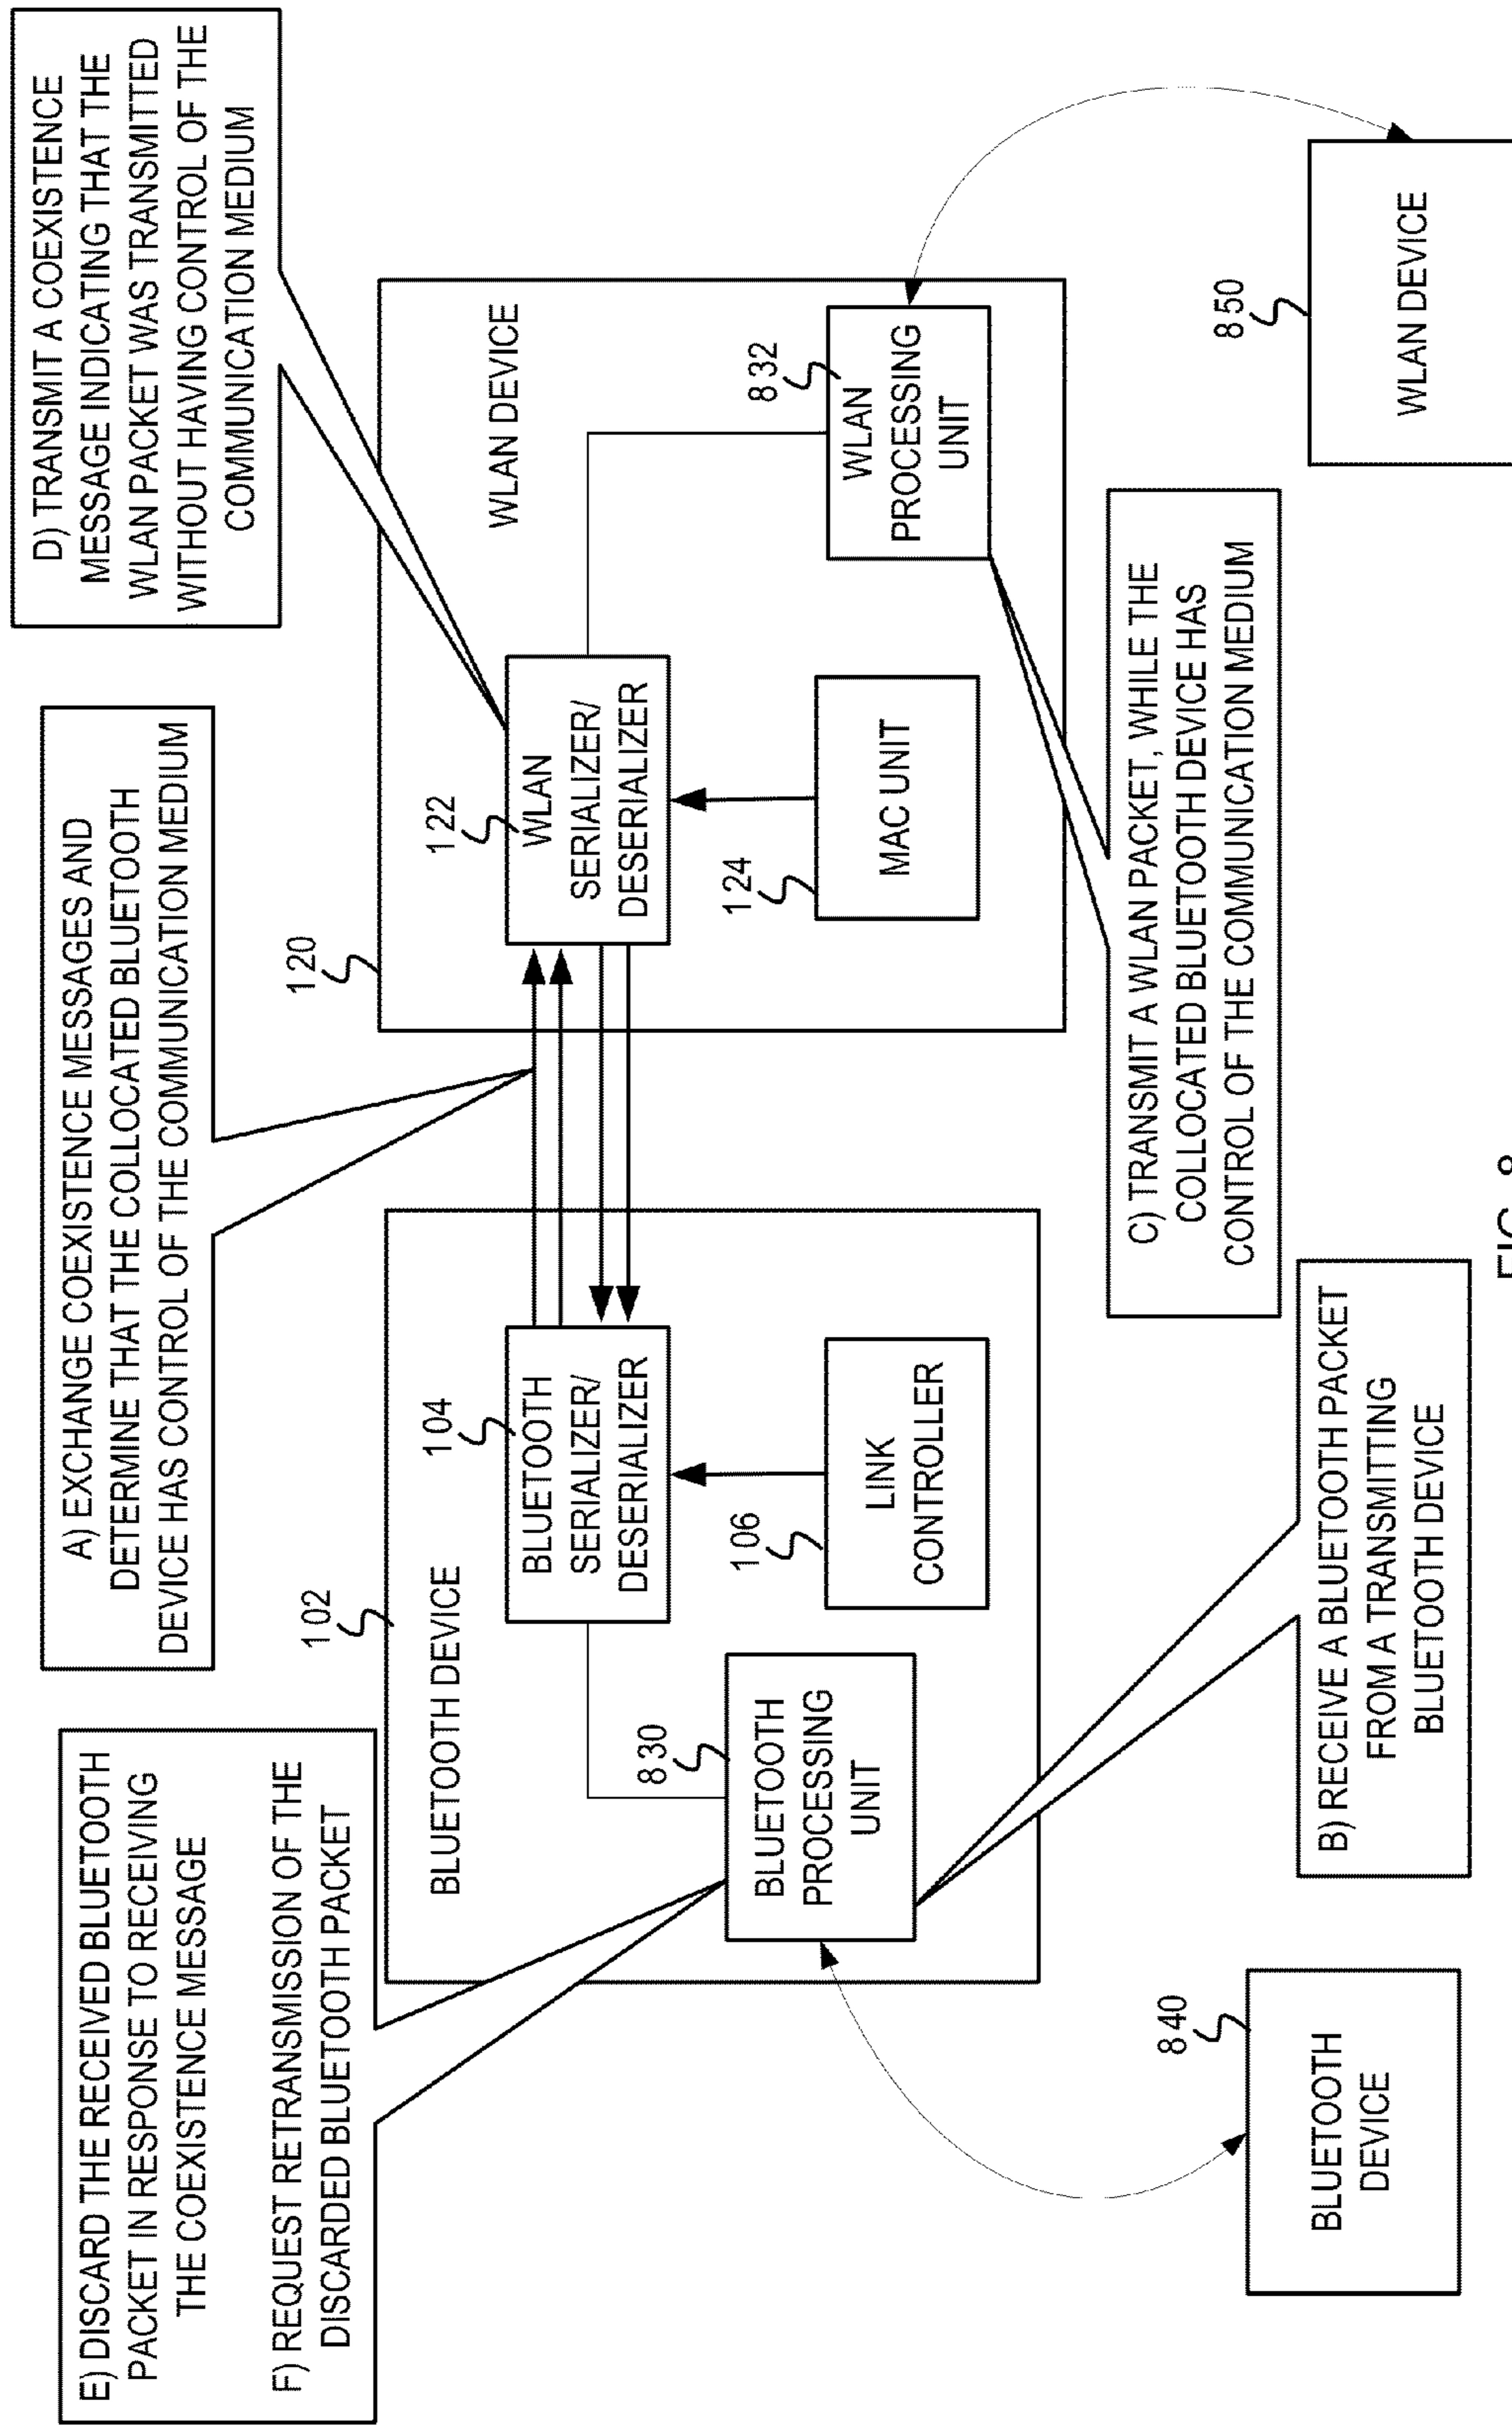 E) DISCARD THE RECEIVED BLUETOOTH
PACKET IN RESPONSE TO RECEIVING
THE COEXISTENCE MESSAGE
F) REQUEST RETRANSMISSION OF THE
DISCARDED BLUETOOTH PACKET
A) EXCHANGE COEXISTENCE MESSAGES AND
DETERMINE THAT THE COLLOCATED BLUETOOTH
DEVICE HAS CONTROL OF THE COMMUNICATION MEDIUM
D) TRANSMIT A COEXISTENCE
MESSAGE INDICATING THAT THE
WLAN PACKET WAS TRANSMITTED
WITHOUT HAVING CONTROL OF THE
COMMUNICATION MEDIUM
102
BLUETOOTH DEVICE
104
BLUETOOTH
SERIALIZER/
DESERIALIZER
830
BLUETOOTH
PROCESSING
UNIT
106
LINK
CONTROLLER
120
WLAN DEVICE
122
WLAN
SERIALIZER/
DESERIALIZER
124
MAC UNIT
832
WLAN
PROCESSING
UNIT
840
BLUETOOTH
DEVICE
B) RECEIVE A BLUETOOTH PACKET
FROM A TRANSMITTING
BLUETOOTH DEVICE
C) TRANSMIT A WLAN PACKET, WHILE THE
COLLOCATED BLUETOOTH DEVICE HAS
CONTROL OF THE COMMUNICATION MEDIUM
850
WLAN DEVICE
FIG. 8